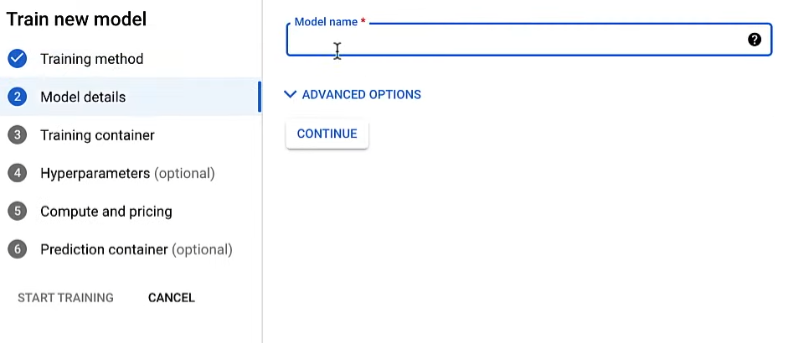 Train new model
Training method
2 Model details
3 Training container
4 Hyperparameters (optional)
5 Compute and pricing
6 Prediction container (optional)
START TRAINING CANCEL
Model name *
?
ADVANCED OPTIONS
CONTINUE